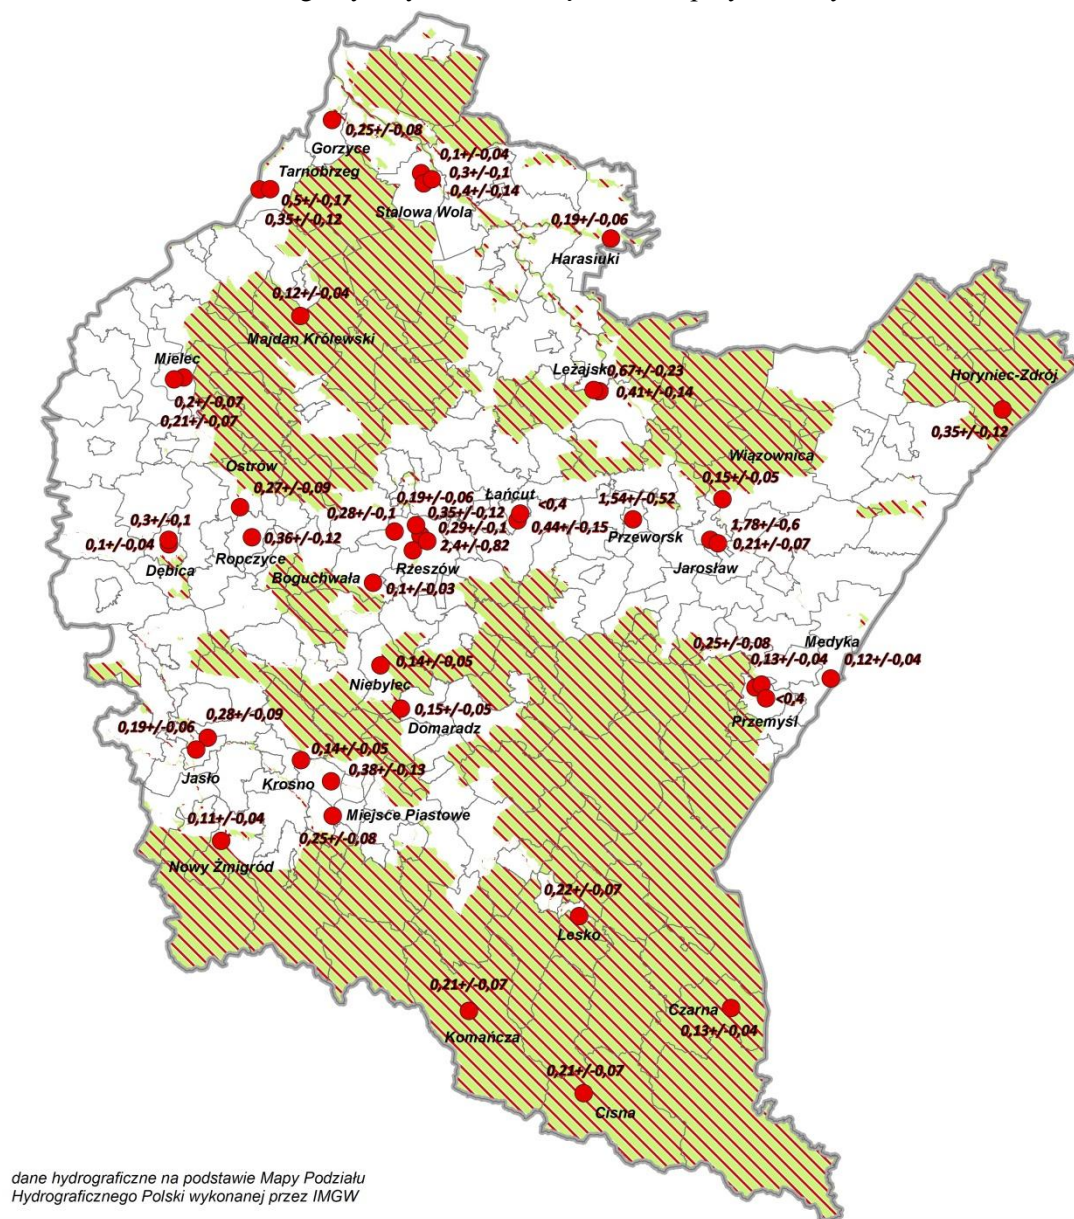 0,25+/-0,08
Gorzyce
0,1+/-0,04
Tarnobrzeg
0,3+/-0,1
0,5+/-0,17
0,4+/-0,14
0,35+/-0,12
Stalowa Wola
0,19+/-0,06
Harasiuki
0,12+/-0,04
Majdan Królewski
Mielec
0,2+/-0,07
0,21+/-0,07
Leżajsk
0,67+/-0,23
0,41+/-0,14
Horyniec-Zdrój
0,35+/-0,12
Wiązownica
0,15+/-0,05
Ostrów
0,27+/-0,09
0,3+/-0,1
0,1+/-0,04
Dębica
0,36+/-0,12
Ropczyce
0,28+/-0,1
0,19+/-0,06
0,35+/-0,12
0,29+/-0,1
2,4+/-0,82
Rzeszów
Łańcut
<0,4
0,44+/-0,15
1,54+/-0,52
Przeworsk
1,78+/-0,6
0,21+/-0,07
Jarosław
Boguchwała
0,1+/-0,03
0,25+/-0,08
Medyka
0,13+/-0,04
0,12+/-0,04
<0,4
Przemyśl
0,14+/-0,05
Niebylec
0,15+/-0,05
Domaradz
0,28+/-0,09
0,19+/-0,06
Jasło
0,14+/-0,05
Krosno
0,38+/-0,13
Miejsce Piastowe
0,25+/-0,08
0,11+/-0,04
Nowy Żmigród
0,22+/-0,07
Lesko
0,21+/-0,07
Komańcza
Czarna
0,13+/-0,04
0,21+/-0,07
Cisna
dane hydrograficzne na podstawie Mapy Podziału
Hydrograficznego Polski wykonanej przez IMGW